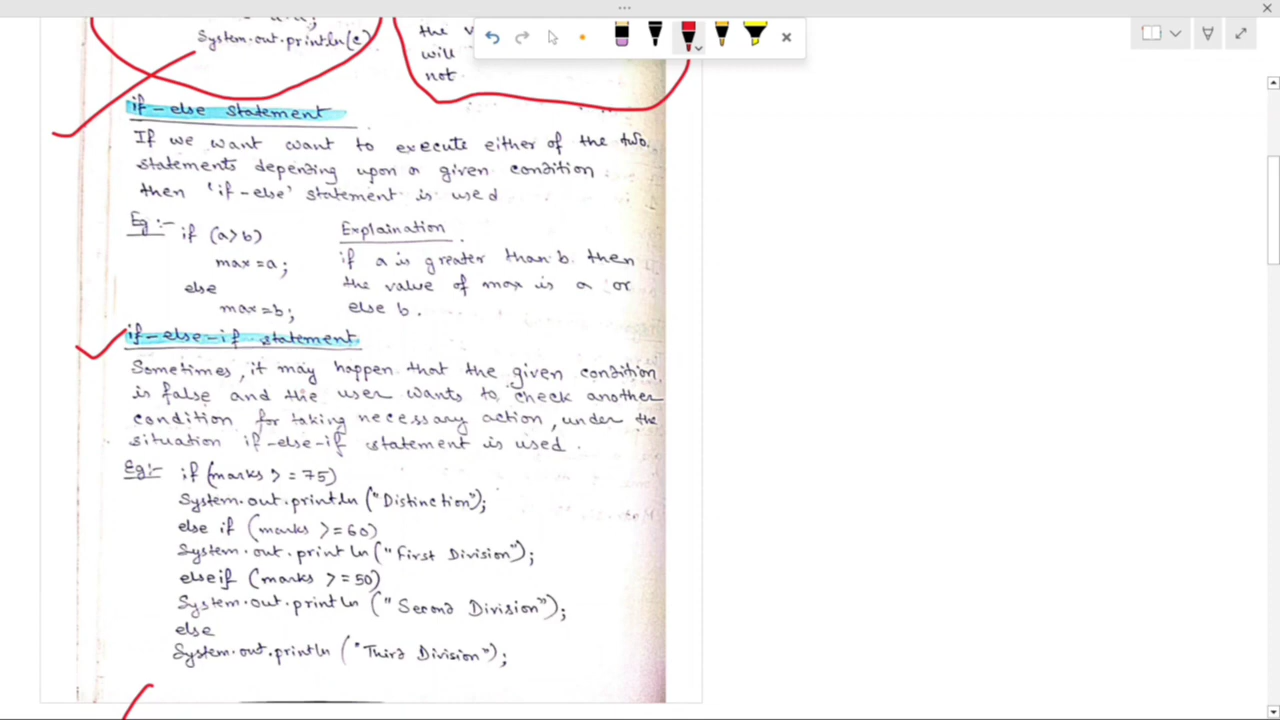 System.out.println(c)
the v
will
not
if-else statement
If we want want to execute either of the two
statements depending upon a given condition
then 'if-else' statement is used
Eg:- if (a>b)
max=a;
else
max=b;
Explaination
if a is greater than b. then
the value of max is a or
else b.
if-else-if statement
Sometimes, it may happen that the given condition
is false and the user wants to check another
condition for taking necessary action, under the
situation if-else-if statement is used.
Eg:- if (marks >= 75)
System.out.println ("Distinction");
else if (marks >=60)
System.out.println ("First Division");
elseif (marks >=50)
System.out.println ("Second Division");
else
System.out.println ("Third Division");